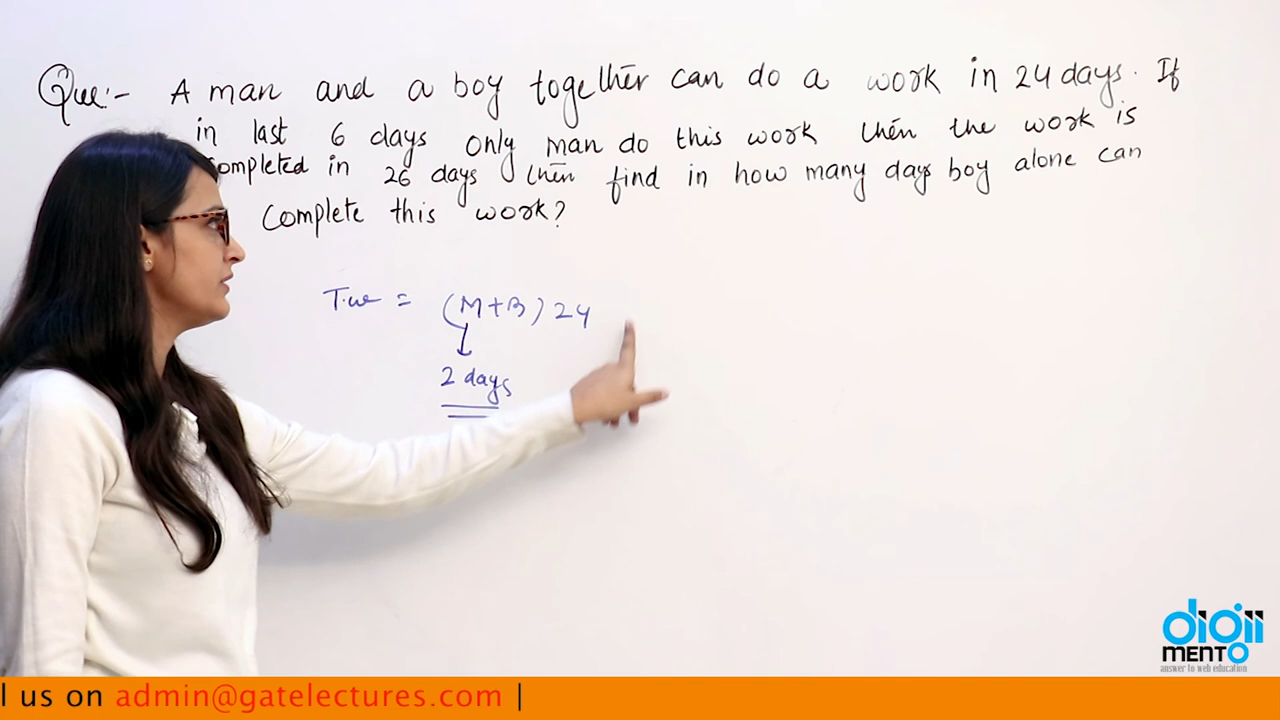 Que:- A man and a boy together can do a work in 24 days. If
in last 6 days only man do this work then the work is
completed in 26 days then find in how many days boy alone can
complete this work?
T.w = (M+B) 24
2 days
digii
MENTO
answer to web education
l us on admin@gatelectures.com |